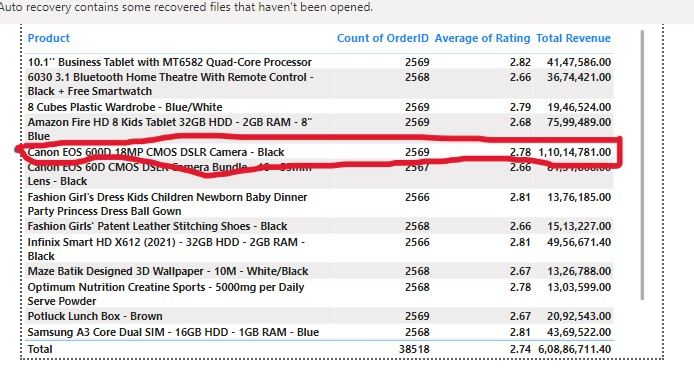 Auto recovery contains some recovered files that haven't been opened.
Product Count of OrderID Average of Rating Total Revenue
10.1'' Business Tablet with MT6582 Quad-Core Processor 2569 2.82 41,47,586.00
6030 3.1 Bluetooth Home Theatre With Remote Control - 2568 2.66 36,74,421.00
Black + Free Smartwatch
8 Cubes Plastic Wardrobe - Blue/White 2569 2.79 19,46,524.00
Amazon Fire HD 8 Kids Tablet 32GB HDD - 2GB RAM - 8" 2569 2.68 75,99,489.00
Blue
Canon EOS 600D 18MP CMOS DSLR Camera - Black 2569 2.78 1,10,14,781.00
Canon EOS 60D CMOS DSLR Camera Bundle 2567 2.66
Lens - Black
Fashion Girl's Dress Kids Children Newborn Baby Dinner 2566 2.81 13,76,185.00
Party Princess Dress Ball Gown
Fashion Girls' Patent Leather Stitching Shoes - Black 2568 2.66 15,13,227.00
Infinix Smart HD X612 (2021) - 32GB HDD - 2GB RAM - 2566 2.81 49,56,671.40
Black
Maze Batik Designed 3D Wallpaper - 10M - White/Black 2568 2.67 13,26,788.00
Optimum Nutrition Creatine Sports - 5000mg per Daily 2568 2.78 13,03,599.00
Serve Powder
Potluck Lunch Box - Brown 2569 2.67 20,92,543.00
Samsung A3 Core Dual SIM - 16GB HDD - 1GB RAM - Blue 2568 2.81 43,69,522.00
Total 38518 2.74 6,08,86,711.40